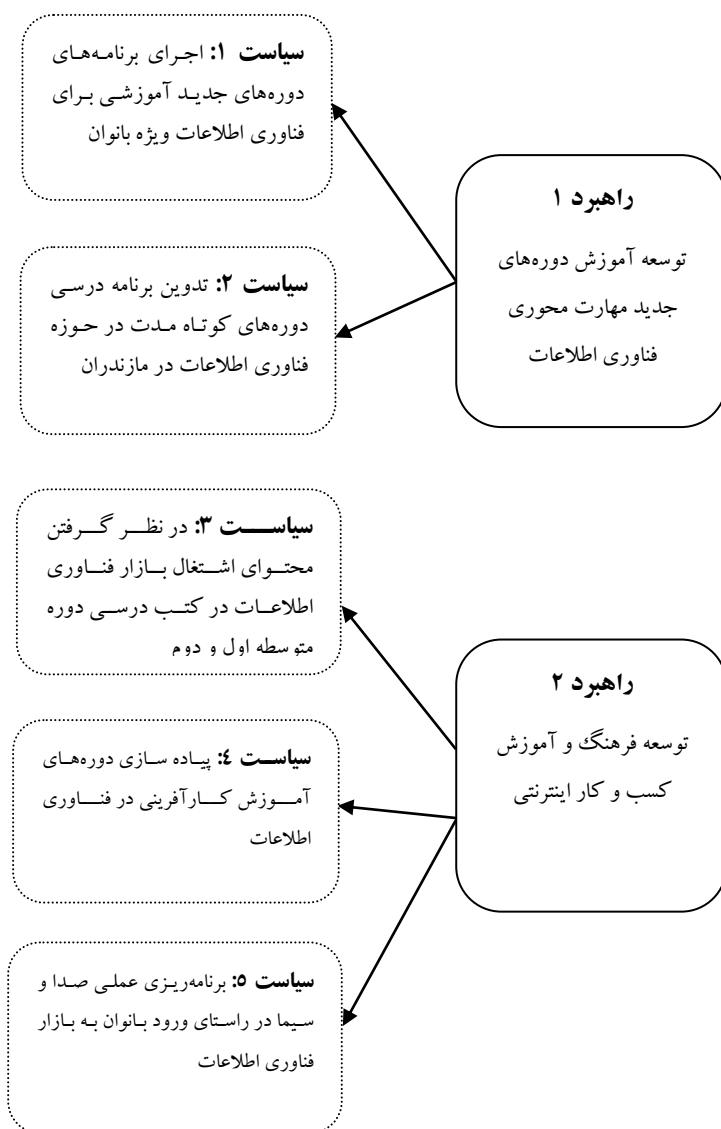 راهبرد ۱
توسعه آموزش دوره‌های
جدید مهارت محوری
فناوری اطلاعات
سیاست ۱: اجرای برنامه‌های
دوره‌های جدید آموزشی برای
فناوری اطلاعات ویژه بانوان
سیاست ۲: تدوین برنامه درسی
دوره‌های کوتاه مدت در حوزه
فناوری اطلاعات در مازندران
راهبرد ۲
توسعه فرهنگ و آموزش
کسب و کار اینترنتی
سیاست ۳: در نظر گرفتن
محتوای اشتغال بازار فناوری
اطلاعات در کتب درسی دوره
متوسطه اول و دوم
سیاست ٤: پیاده سازی دوره‌های
آموزش کارآفرینی در فناوری
اطلاعات
سیاست ٥: برنامه‌ریزی عملی صدا و
سیما در راستای ورود بانوان به بازار
فناوری اطلاعات